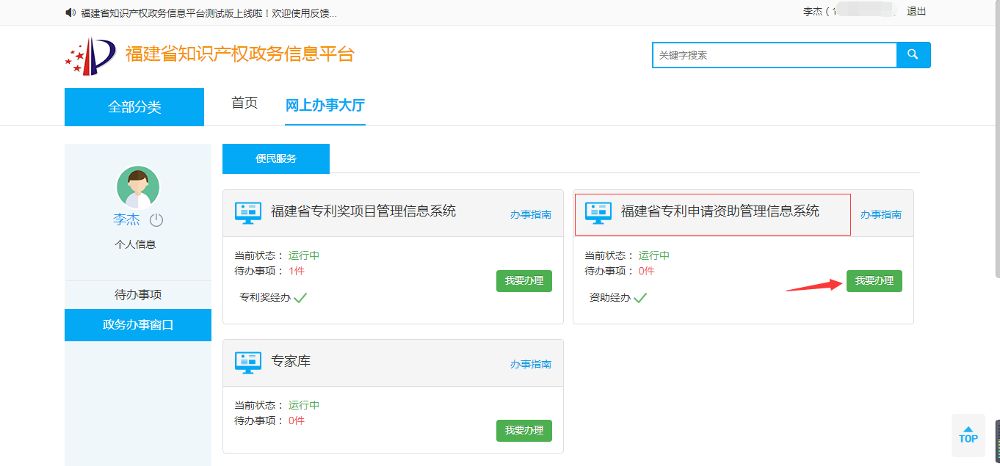 福建省知识产权政务信息平台测试版上线啦！欢迎使用反馈...
李杰（
退出
福建省知识产权政务信息平台
关键字搜索
全部分类
首页
网上办事大厅
李杰
个人信息
待办事项
政务办事窗口
便民服务
福建省专利奖项目管理信息系统
办事指南
当前状态： 运行中
待办事项： 1件
我要办理
专利奖经办
福建省专利申请资助管理信息系统
办事指南
当前状态： 运行中
待办事项： 0件
我要办理
资助经办
专家库
办事指南
当前状态： 运行中
待办事项： 0件
我要办理
TOP